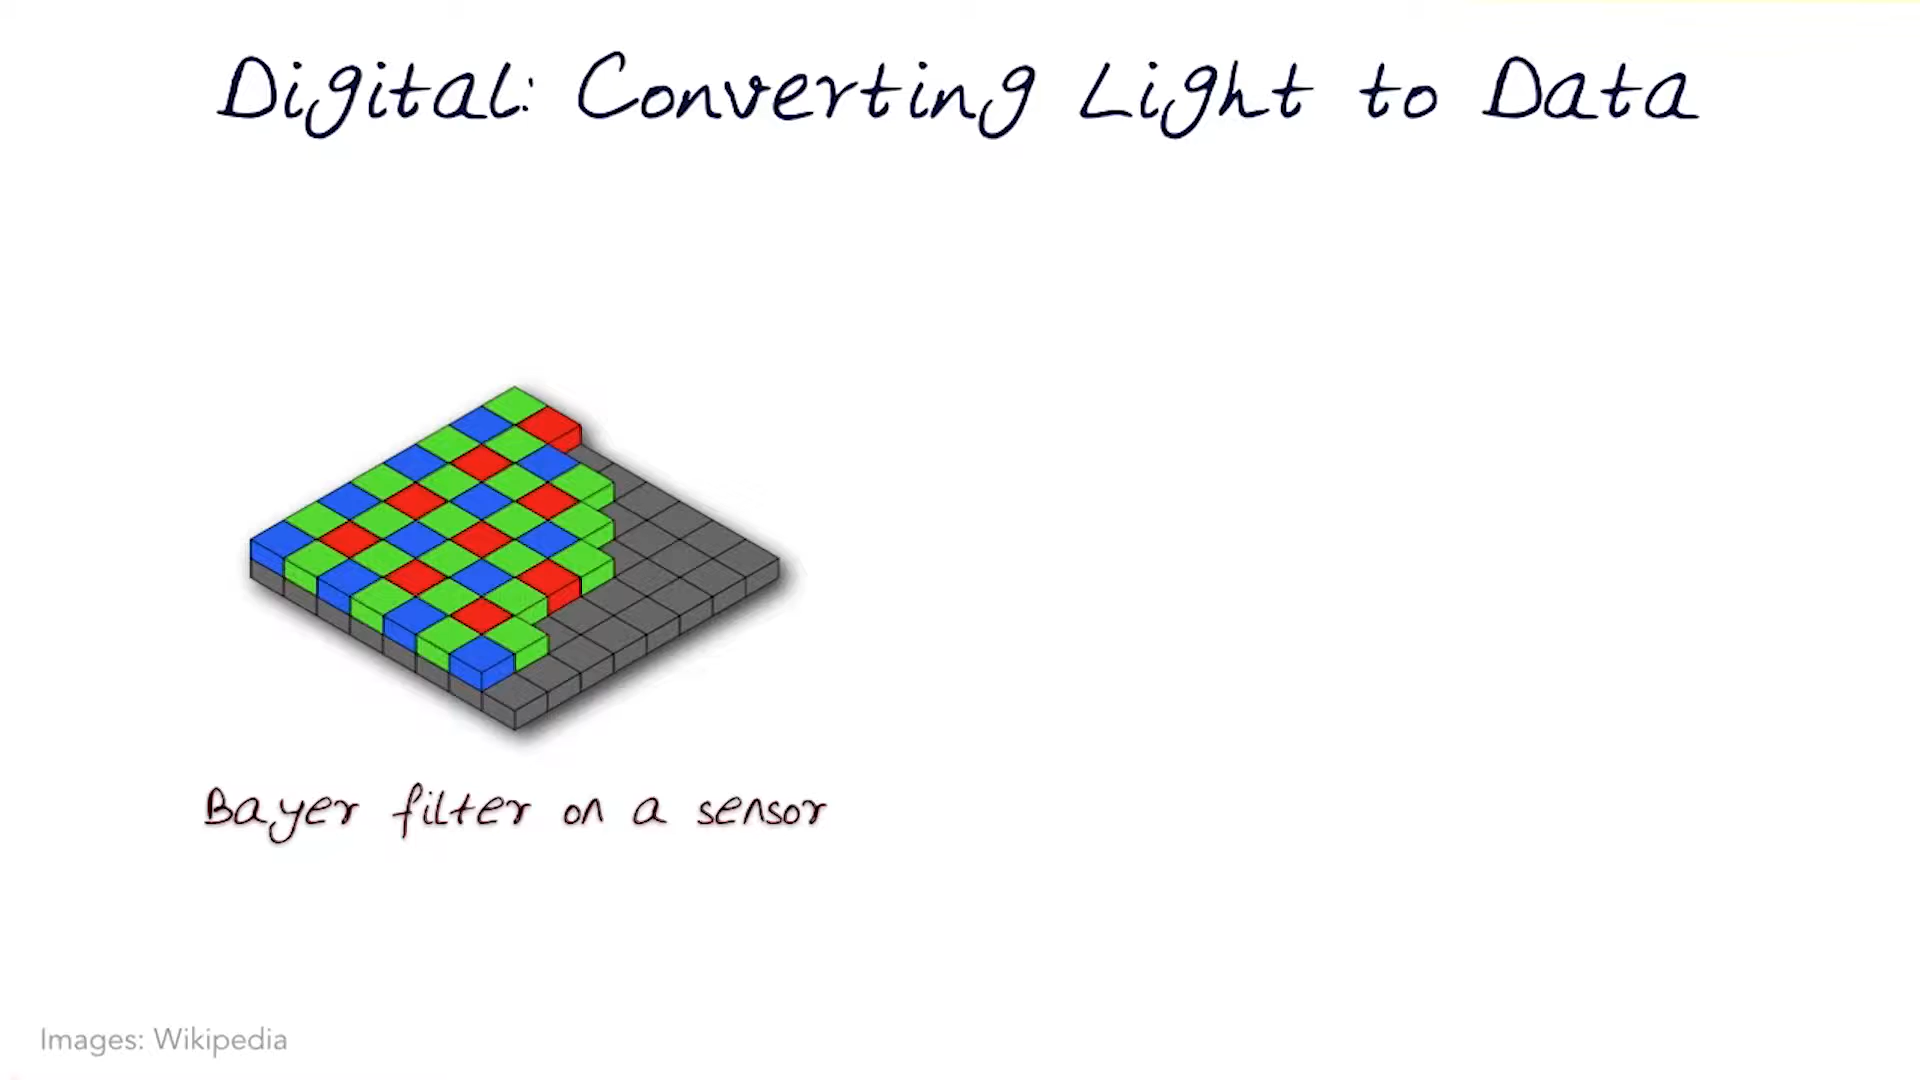 Digital: Converting Light to Data
Bayer filter on a sensor
Images: Wikipedia